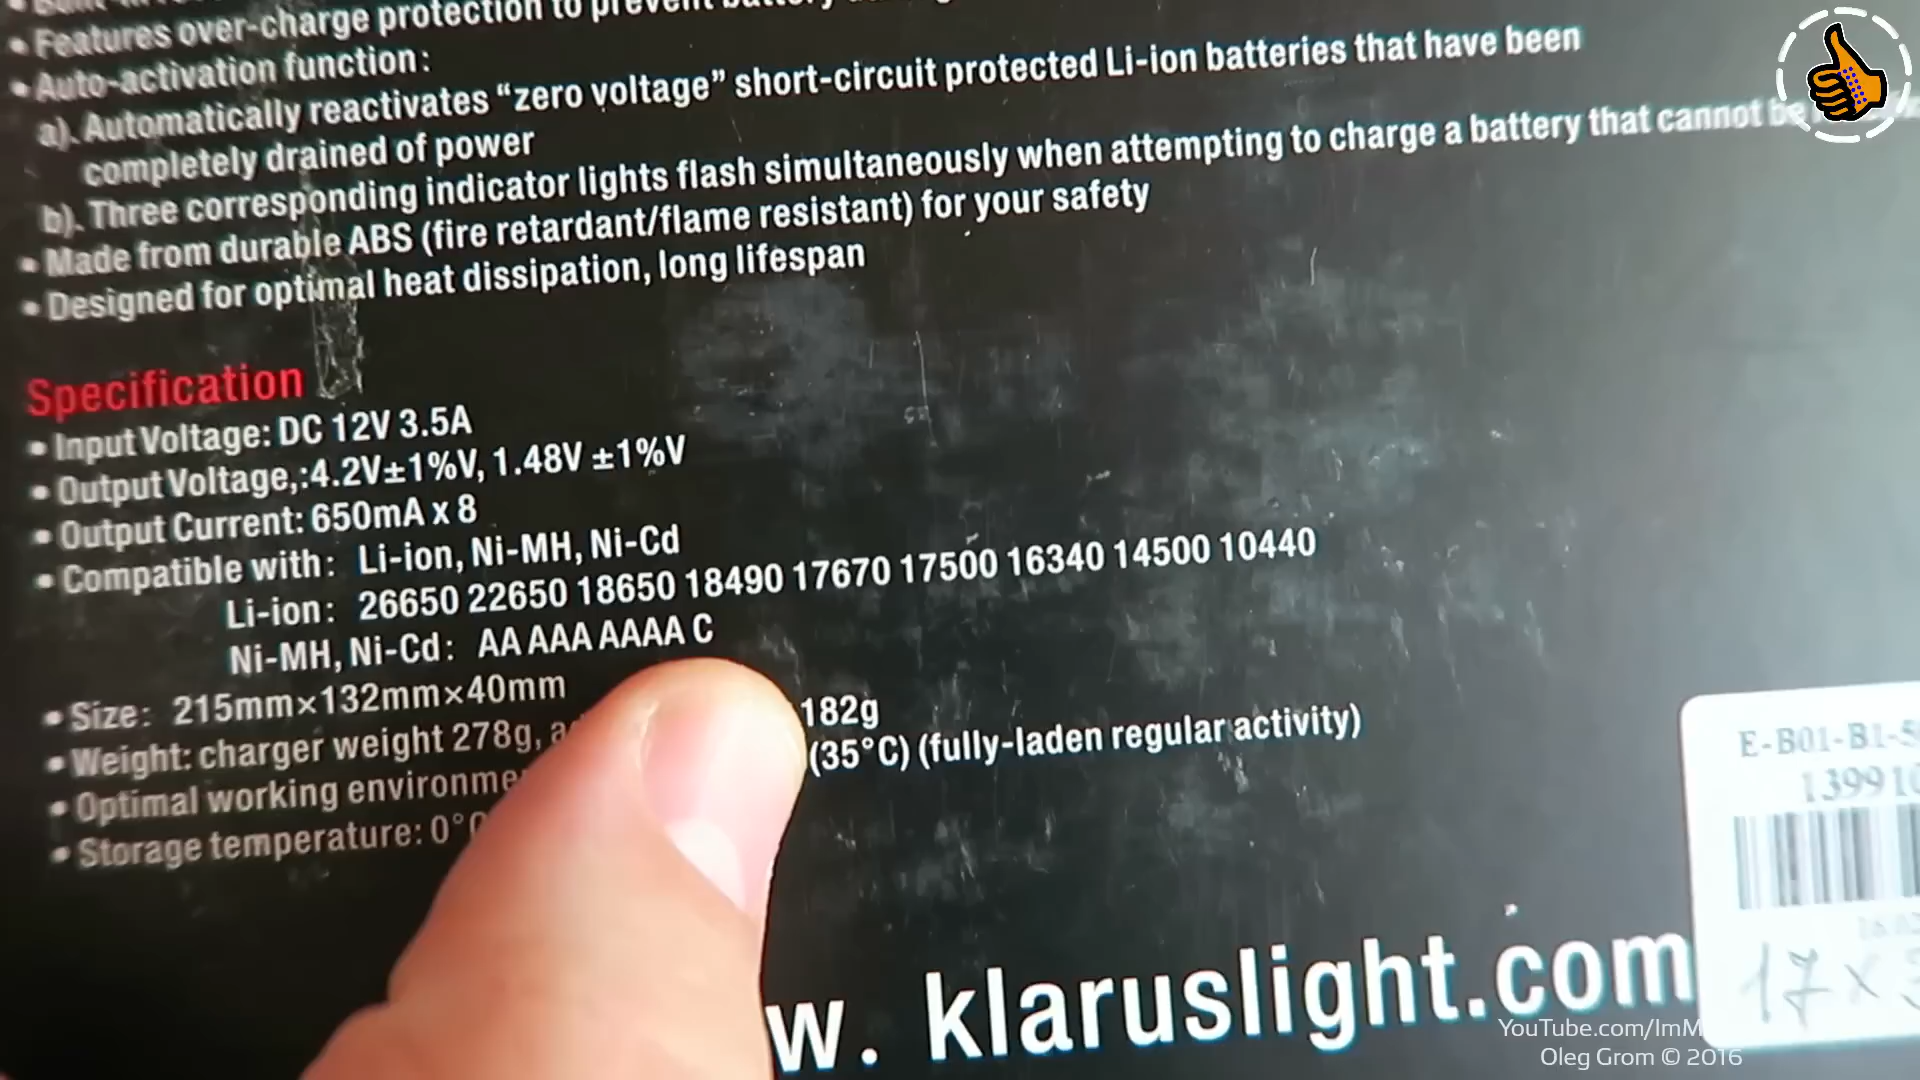 • Features over-charge protection to prevent
• Auto-activation function:
a). Automatically reactivates “zero voltage” short-circuit protected Li-ion batteries that have been
completely drained of power
b). Three corresponding indicator lights flash simultaneously when attempting to charge a battery that cannot be
• Made from durable ABS (fire retardant/flame resistant) for your safety
• Designed for optimal heat dissipation, long lifespan
Specification
• Input Voltage: DC 12V 3.5A
• Output Voltage,:4.2V±1%V, 1.48V ±1%V
• Output Current: 650mA x 8
• Compatible with: Li-ion, Ni-MH, Ni-Cd
Li-ion: 26650 22650 18650 18490 17670 17500 16340 14500 10440
Ni-MH, Ni-Cd: AA AAA AAAA C
• Size: 215mm×132mm×40mm
• Weight: charger weight 278g, 182g
• Optimal working (35°C) (fully-laden regular activity)
• Storage temperature: 0°
E-B01-B1-
139910
17 x
w. klaruslight.com
YouTube.com/ImM
Oleg Grom © 2016